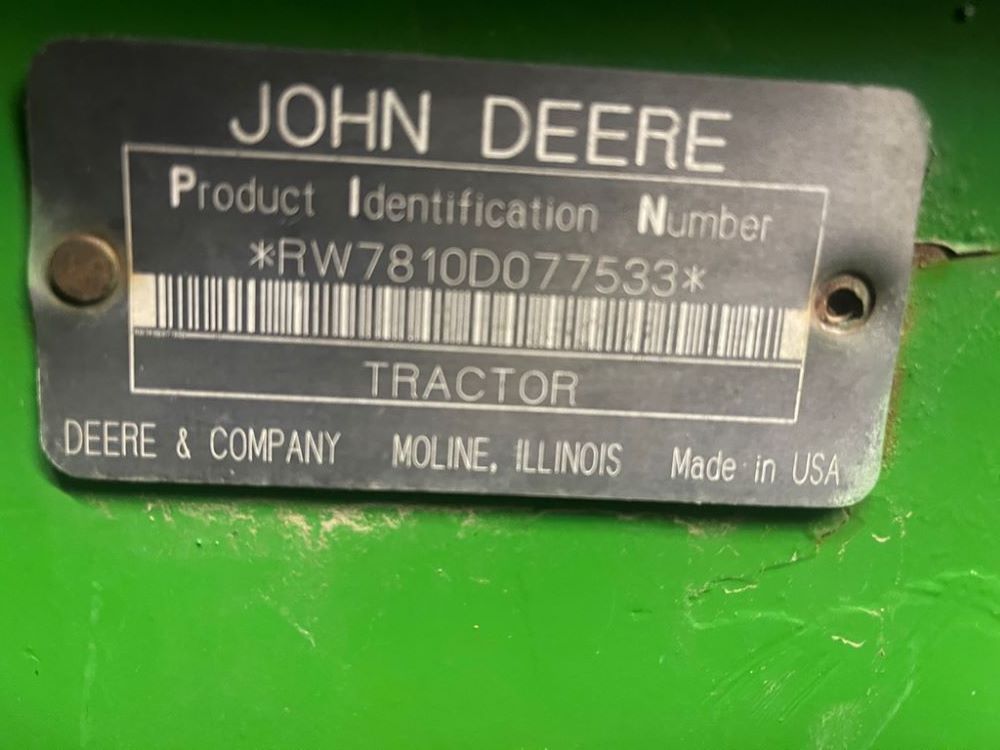 JOHN DEERE
Product Identification Number
*RW7810D077533*
TRACTOR
DEERE & COMPANY MOLINE, ILLINOIS Made in USA